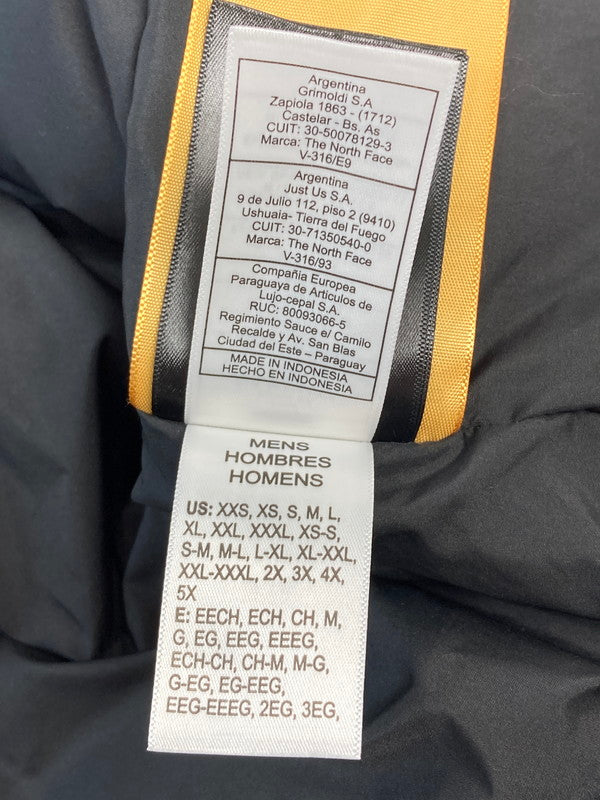 Argentina
Grimoldi S.A
Zapiola 1863 - (1712)
Castelar - Bs. As
CUIT: 30-50078129-3
Marca: The North Face
V-316/E9
Argentina
Just Us S.A.
9 de Julio 112, piso 2 (9410)
Ushuaia- Tierra del Fuego
CUIT: 30-71350540-0
Marca: The North Face
V-316/93
Compañia Europea
Paraguaya de Articulos de
Lujo-cepal S.A.
RUC: 80093066-5
Regimiento Sauce e/ Camilo
Recalde y Av. San Blas
Ciudad del Este – Paraguay
MADE IN INDONESIA
HECHO EN INDONESIA
MENS
HOMBRES
HOMENS
US: XXS, XS, S, M, L,
XL, XXL, XXXL, XS-S,
S-M, M-L, L-XL, XL-XXL,
XXL-XXXL, 2X, 3X, 4X,
5X
E: EECH, ECH, CH, M,
G, EG, EEG, EEEG,
ECH-CH, CH-M, M-G,
G-EG, EG-EEG,
EEG-EEEG, 2EG, 3EG,